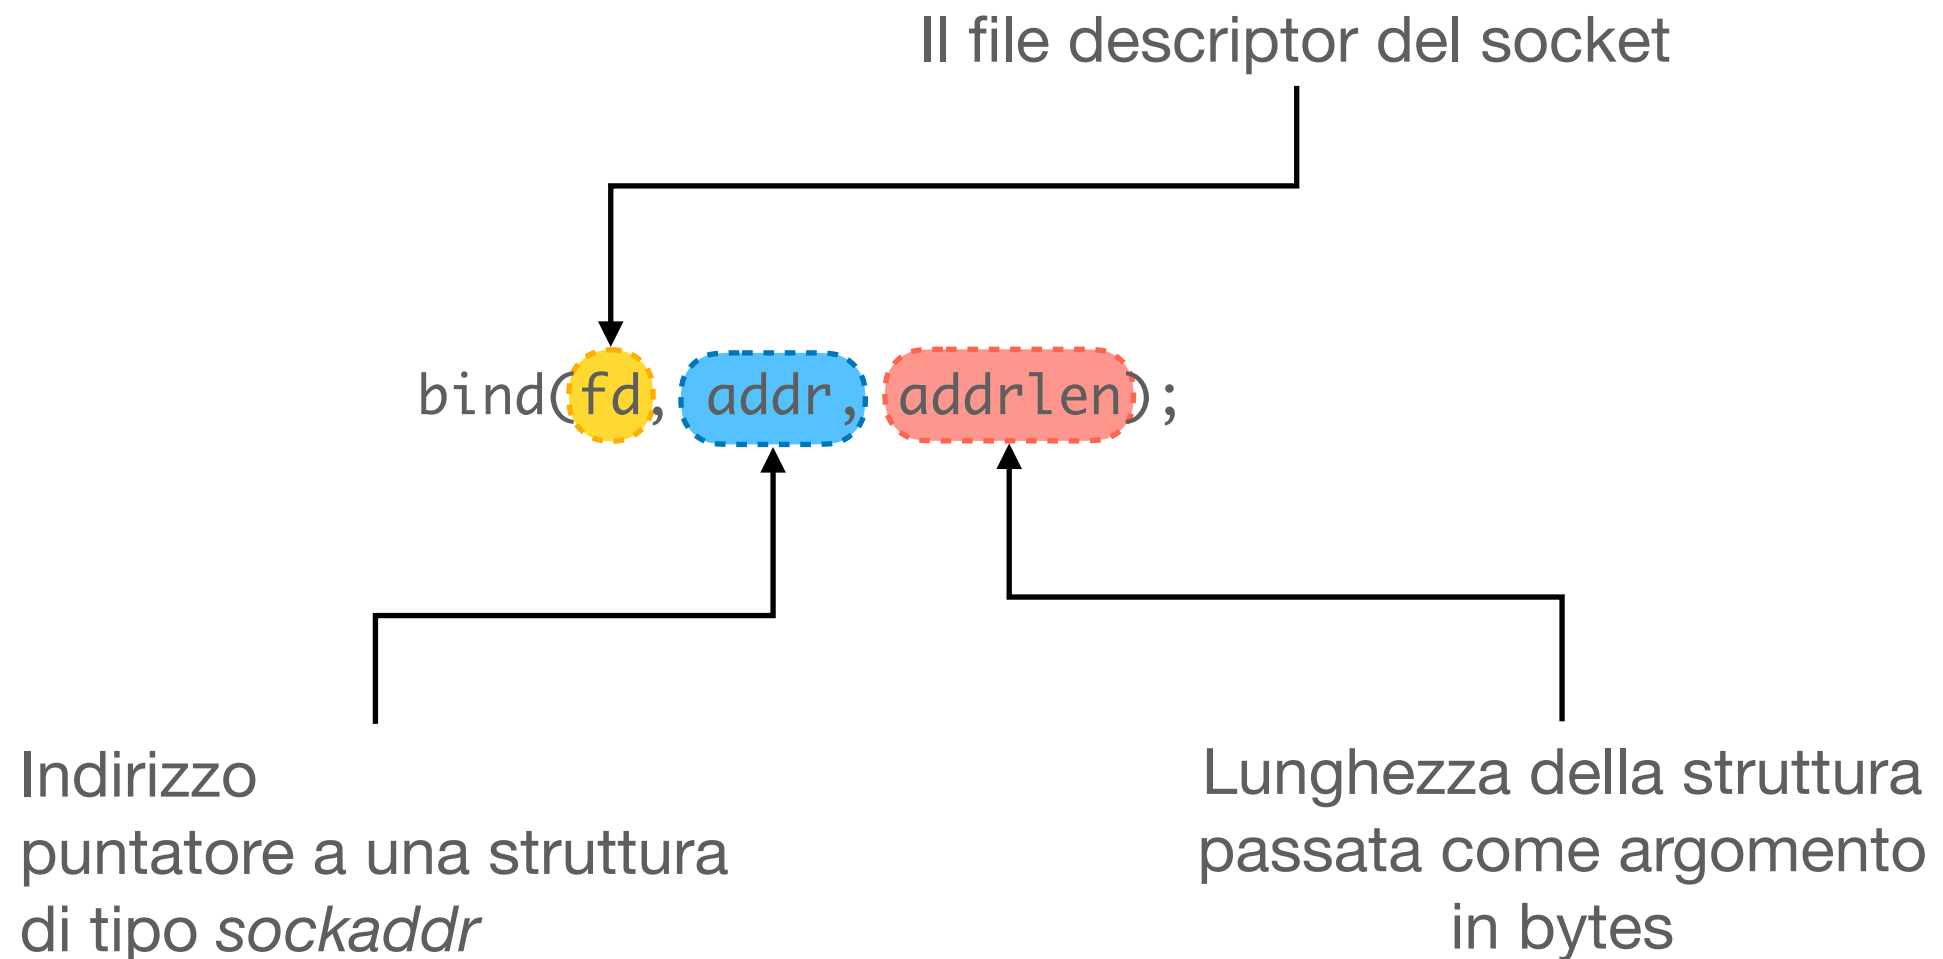 Il file descriptor del socket
bind(fd, addr, addrlen);
Indirizzo
puntatore a una struttura
di tipo sockaddr
Lunghezza della struttura
passata come argomento
in bytes